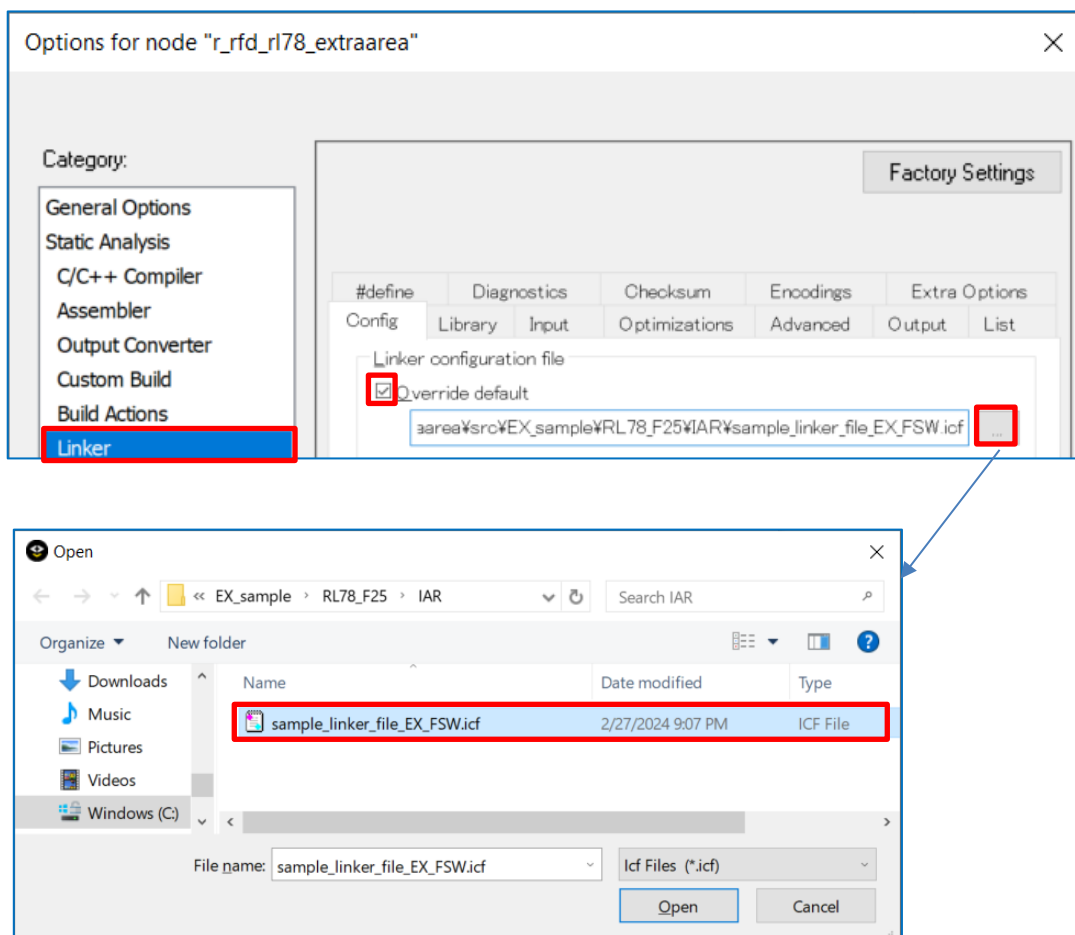 Options for node "r_rfd_rl78_extraarea"
Category:
Factory Settings
General Options
Static Analysis
C/C++ Compiler
Assembler
Output Converter
Custom Build
Build Actions
Linker
#define Diagnostics Checksum Encodings Extra Options
Config Library Input Optimizations Advanced Output List
Linker configuration file
Override default
aarea¥src¥EX_sample¥RL78_F25¥IAR¥sample_linker_file_EX_FSW.icf
...
Open
« EX_sample › RL78_F25 › IAR
Search IAR
Organize New folder
Name Date modified Type
Downloads
Music
Pictures
Videos
Windows (C:)
sample_linker_file_EX_FSW.icf 2/27/2024 9:07 PM ICF File
File name: sample_linker_file_EX_FSW.icf
Icf Files (*.icf)
Open Cancel